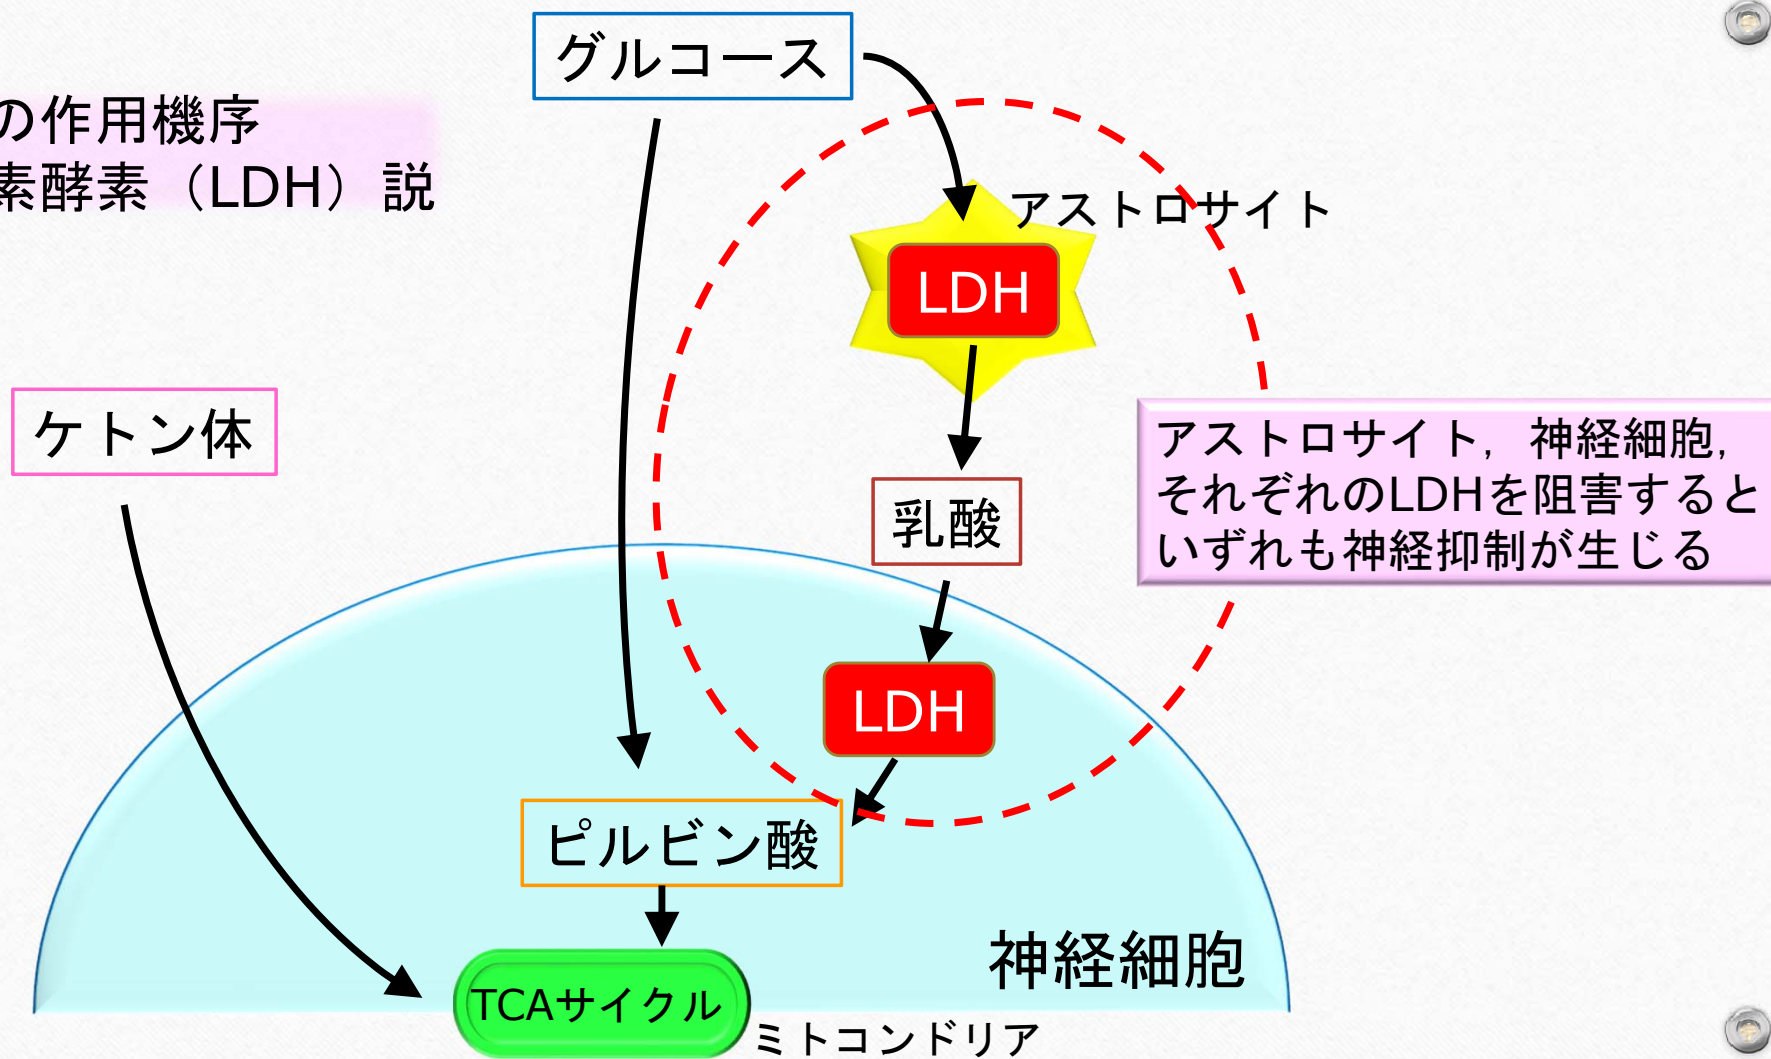 グルコース
の作用機序
素酵素（LDH）説
アストロサイト
LDH
ケトン体
アストロサイト，神経細胞，
それぞれのLDHを阻害すると
いずれも神経抑制が生じる
乳酸
LDH
ピルビン酸
神経細胞
TCAサイクル
ミトコンドリア